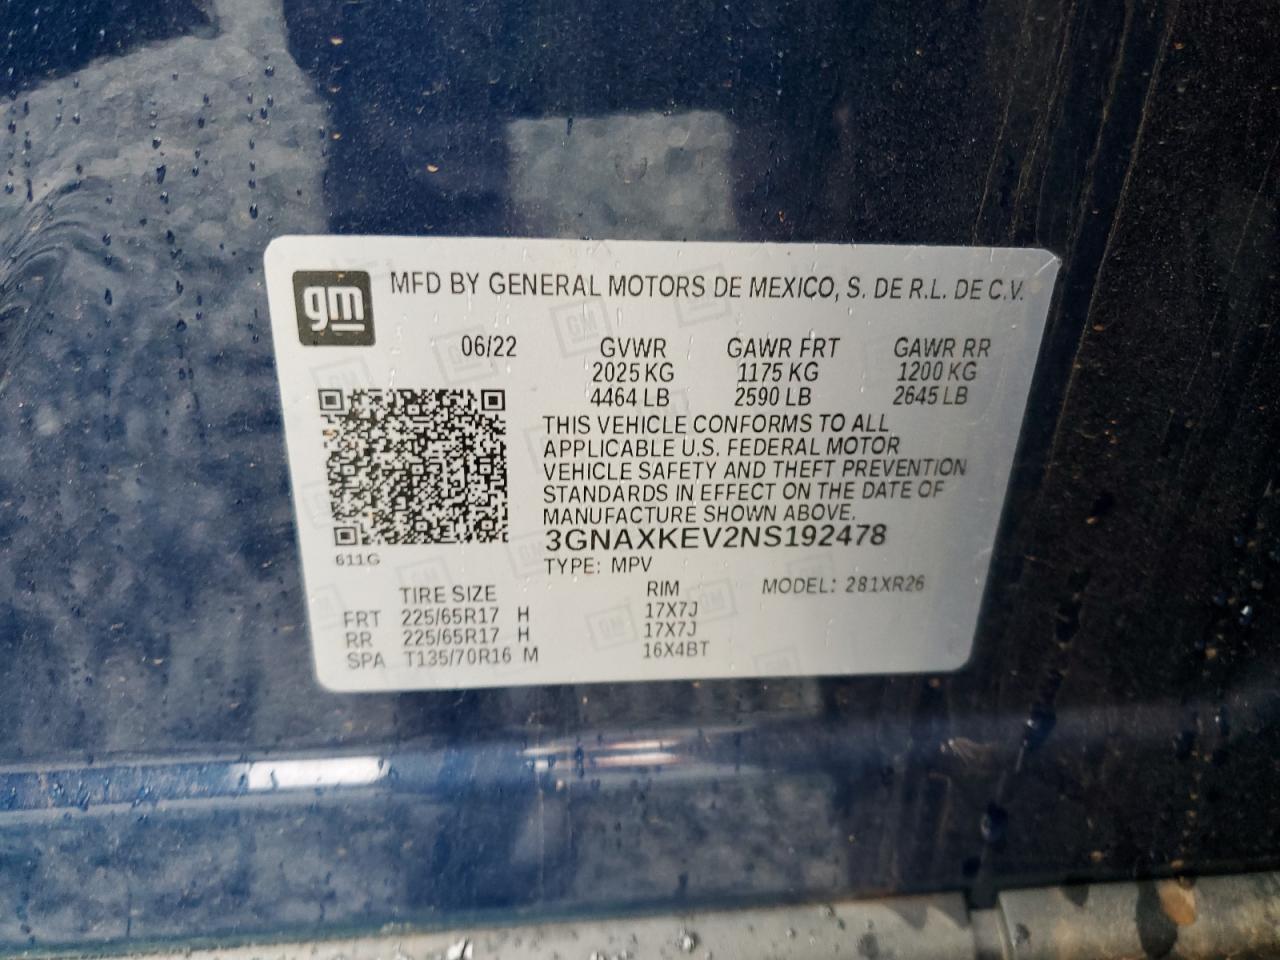 gm
MFD BY GENERAL MOTORS DE MEXICO, S. DE R.L. DE C.V.
06/22 GVWR GAWR FRT GAWR RR
2025 KG 1175 KG 1200 KG
4464 LB 2590 LB 2645 LB
THIS VEHICLE CONFORMS TO ALL
APPLICABLE U.S. FEDERAL MOTOR
VEHICLE SAFETY AND THEFT PREVENTION
STANDARDS IN EFFECT ON THE DATE OF
MANUFACTURE SHOWN ABOVE.
3GNAXKEV2NS192478
611G
TYPE: MPV
TIRE SIZE RIM MODEL: 281XR26
FRT 225/65R17 H 17X7J
RR 225/65R17 H 17X7J
SPA T135/70R16 M 16X4BT